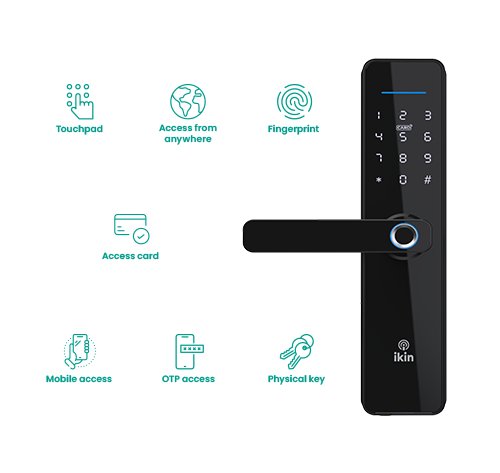 Touchpad
Access from
anywhere
Fingerprint
Access card
Mobile access
OTP access
Physical key
1 2 3
CARD
4 5 6
7 8 9
* 0 #
ikin